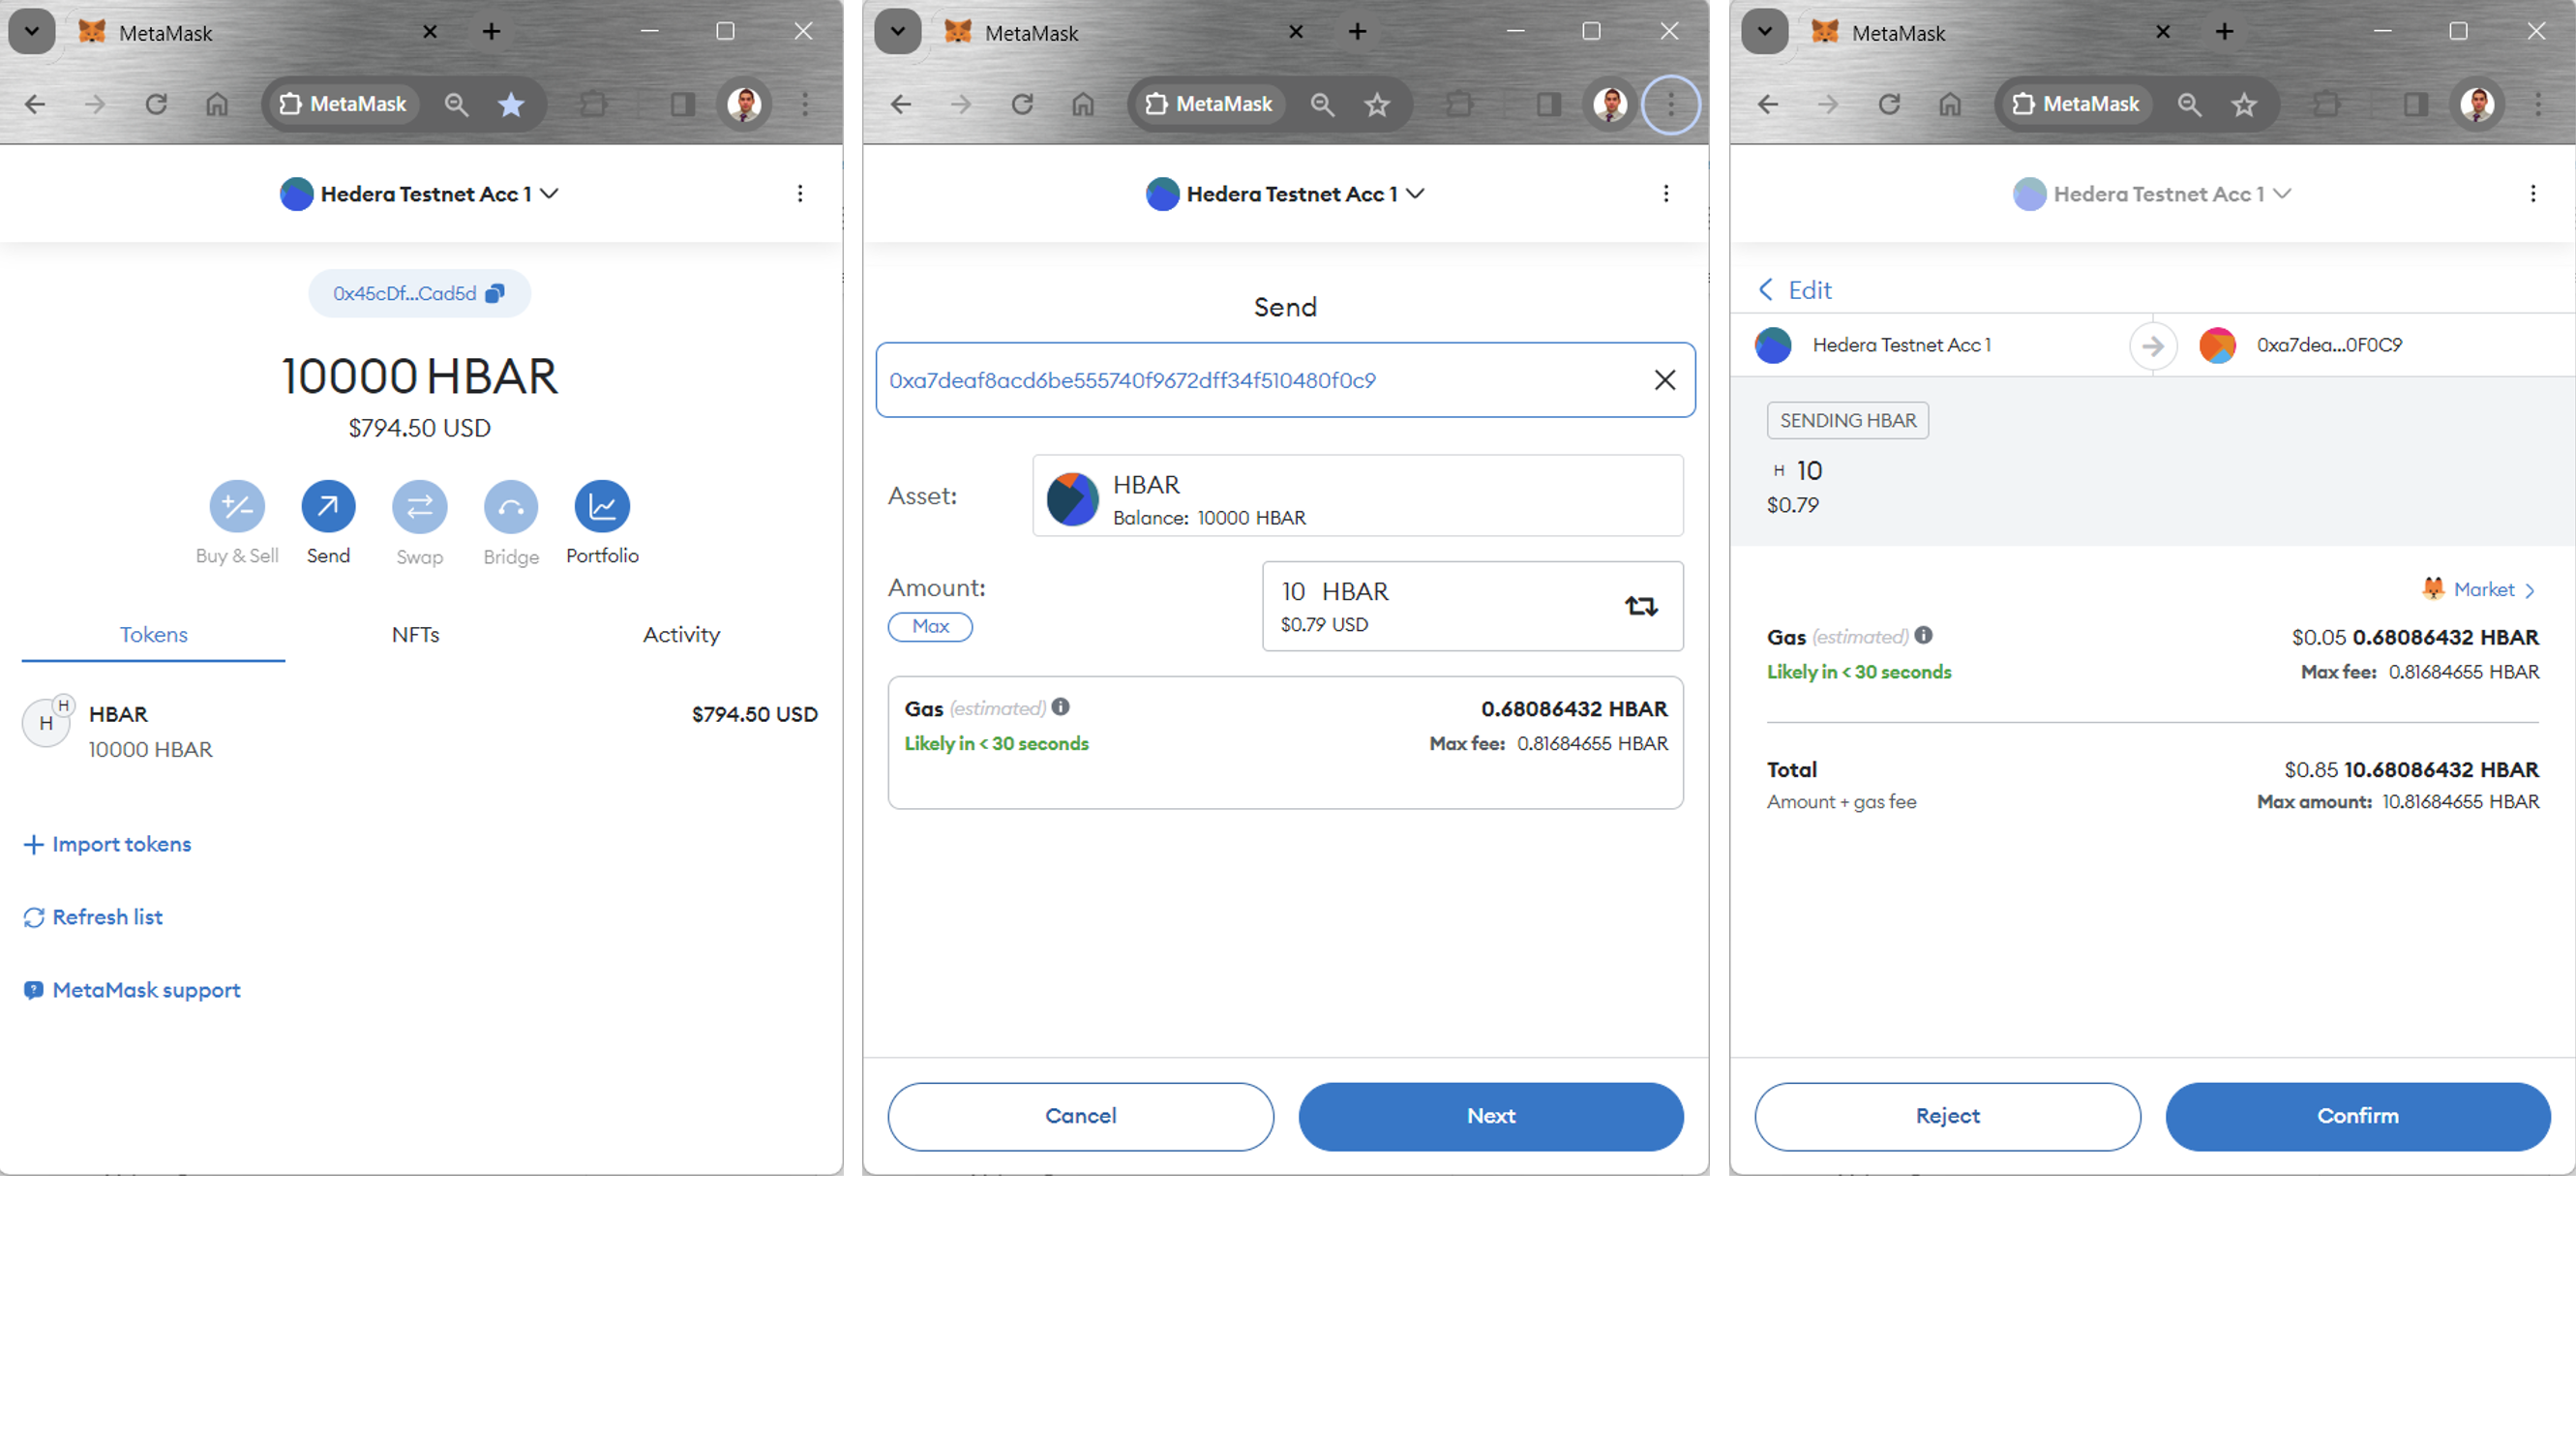 MetaMask
MetaMask
Hedera Testnet Acc 1
0x45cDf...Cad5d
10000 HBAR
$794.50 USD
Buy & Sell
Send
Swap
Bridge
Portfolio
Tokens
NFTs
Activity
H
H
HBAR
$794.50 USD
10000 HBAR
Import tokens
Refresh list
MetaMask support
MetaMask
MetaMask
Hedera Testnet Acc 1
Send
0xa7deaf8acd6be555740f9672dff34f510480f0c9
Asset:
HBAR
Balance: 10000 HBAR
Amount:
Max
10 HBAR
$0.79 USD
Gas (estimated)
0.68086432 HBAR
Likely in < 30 seconds
Max fee: 0.81684655 HBAR
Cancel
Next
MetaMask
MetaMask
Hedera Testnet Acc 1
Edit
Hedera Testnet Acc 1
0xa7dea...0F0C9
SENDING HBAR
H 10
$0.79
Market
Gas (estimated)
$0.05 0.68086432 HBAR
Likely in < 30 seconds
Max fee: 0.81684655 HBAR
Total
$0.85 10.68086432 HBAR
Amount + gas fee
Max amount: 10.81684655 HBAR
Reject
Confirm